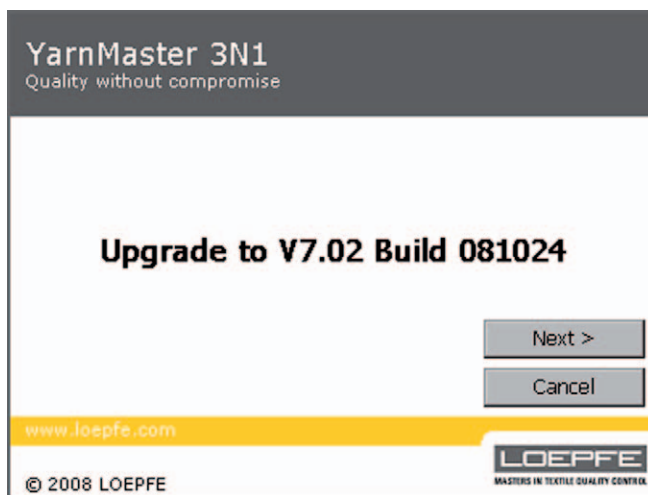 YarnMaster 3N1
Quality without compromise
Upgrade to V7.02 Build 081024
Next >
Cancel
www.loepfe.com
LOEPFE
MASTERS IN TEXTILE QUALITY CONTROL
© 2008 LOEPFE